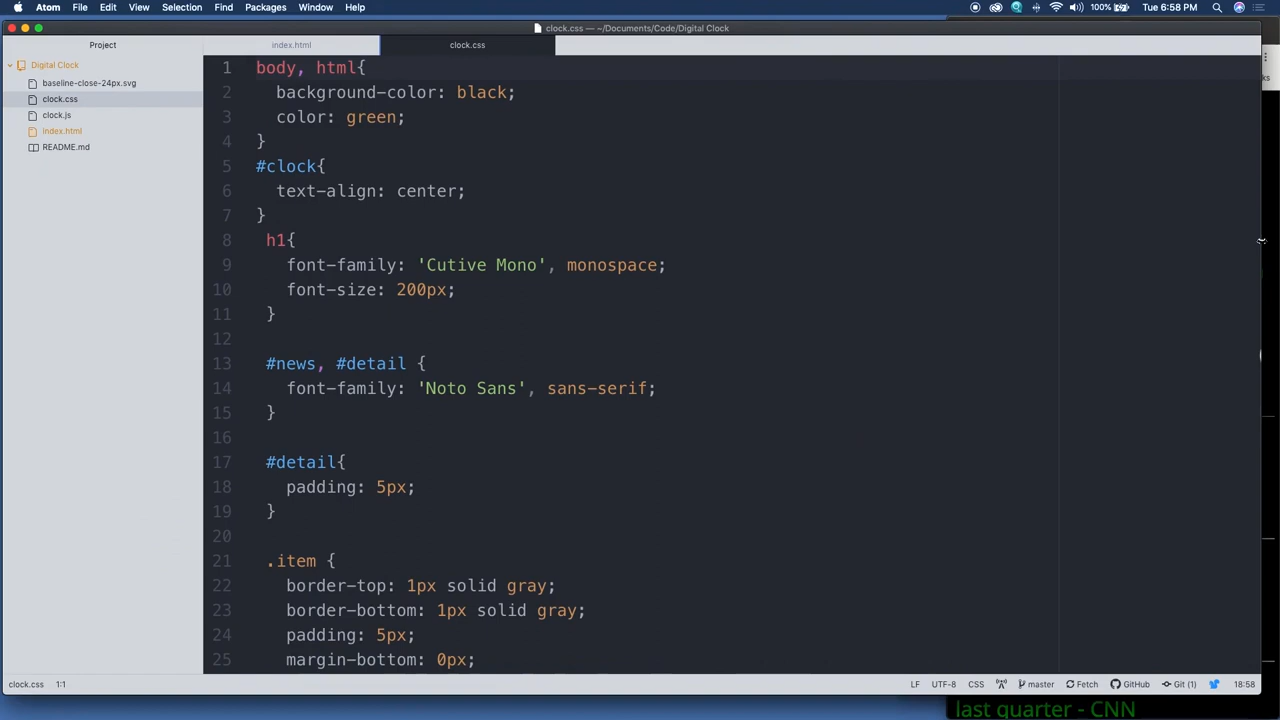 Atom File Edit View Selection Find Packages Window Help
100% Tue 6:58 PM
clock.css — ~/Documents/Code/Digital Clock
Project
index.html
clock.css
Digital Clock
baseline-close-24px.svg
clock.css
clock.js
index.html
README.md
1 body, html{
2 background-color: black;
3 color: green;
4 }
5 #clock{
6 text-align: center;
7 }
8 h1{
9 font-family: 'Cutive Mono', monospace;
10 font-size: 200px;
11 }
12
13 #news, #detail {
14 font-family: 'Noto Sans', sans-serif;
15 }
16
17 #detail{
18 padding: 5px;
19 }
20
21 .item {
22 border-top: 1px solid gray;
23 border-bottom: 1px solid gray;
24 padding: 5px;
25 margin-bottom: 0px;
clock.css 1:1
LF UTF-8 CSS master Fetch GitHub Git (1) 18:58
last quarter - CNN